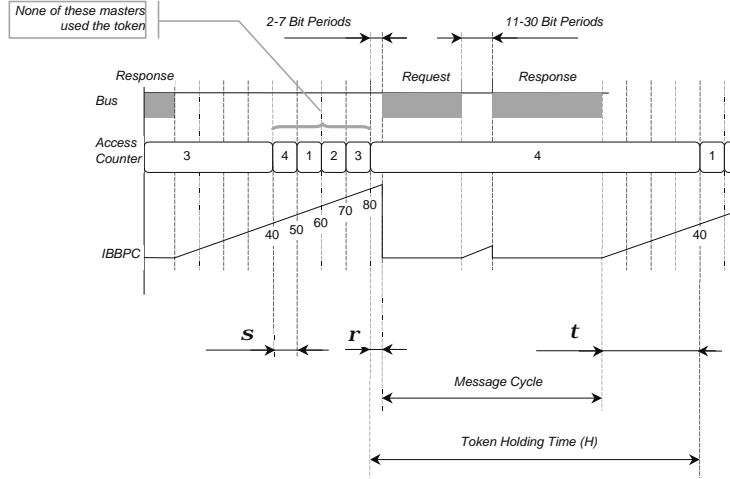 None of these masters
used the token
2-7 Bit Periods
11-30 Bit Periods
Response
Request
Response
Bus
Access
Counter
3
4
1
2
3
4
1
IBBPC
40
50
60
70
80
40
s
r
t
Message Cycle
Token Holding Time (H)